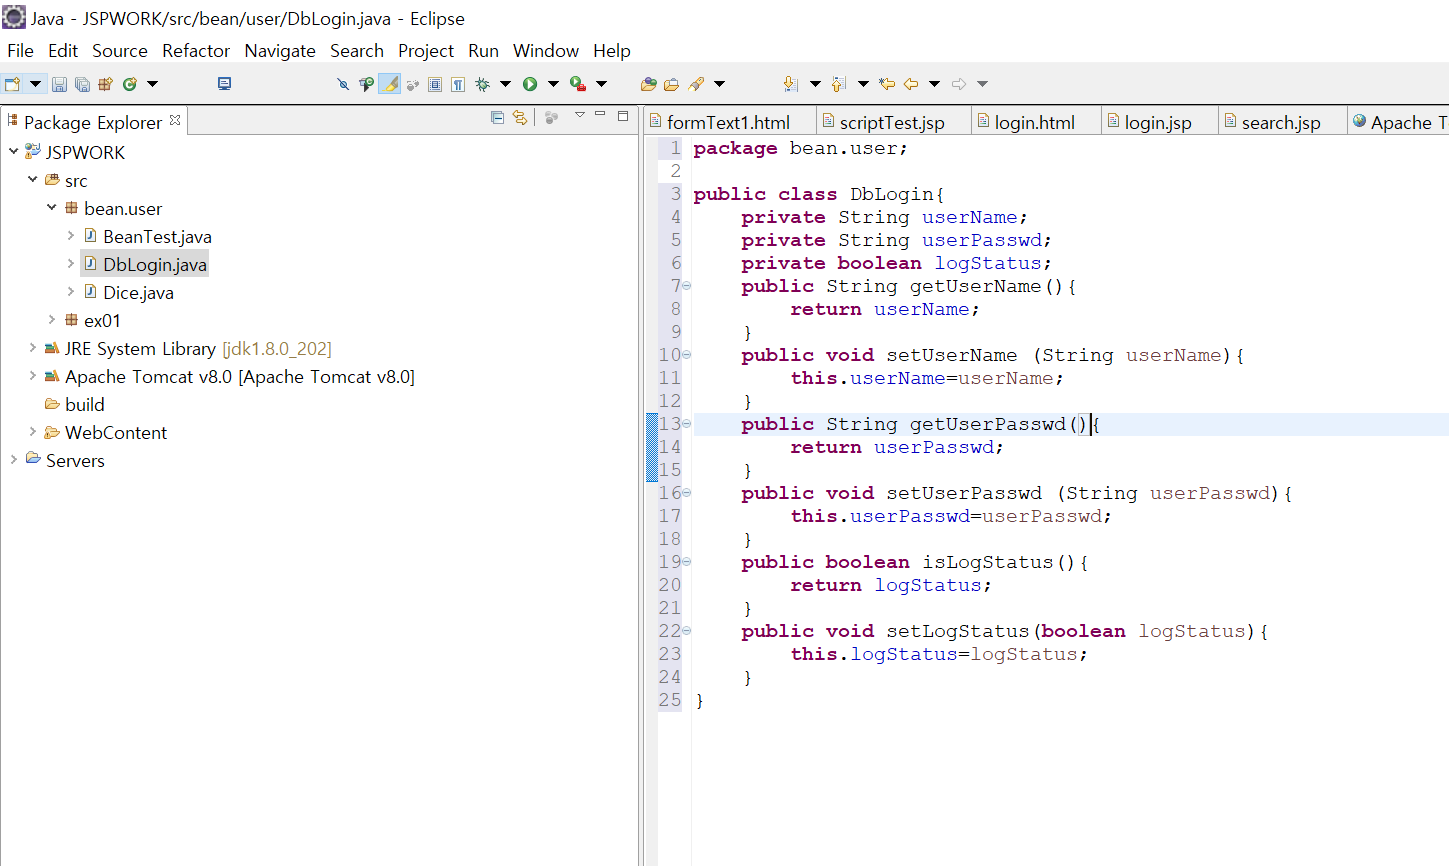 Java - JSPWORK/src/bean/user/DbLogin.java - Eclipse
File Edit Source Refactor Navigate Search Project Run Window Help
Package Explorer
JSPWORK
src
bean.user
BeanTest.java
DbLogin.java
Dice.java
ex01
JRE System Library [jdk1.8.0_202]
Apache Tomcat v8.0 [Apache Tomcat v8.0]
build
WebContent
Servers
formText1.html scriptTest.jsp login.html login.jsp search.jsp Apache T
1 package bean.user;
2
3 public class DbLogin{
4 private String userName;
5 private String userPasswd;
6 private boolean logStatus;
7 public String getUserName(){
8 return userName;
9 }
10 public void setUserName (String userName){
11 this.userName=userName;
12 }
13 public String getUserPasswd(){
14 return userPasswd;
15 }
16 public void setUserPasswd (String userPasswd){
17 this.userPasswd=userPasswd;
18 }
19 public boolean isLogStatus(){
20 return logStatus;
21 }
22 public void setLogStatus(boolean logStatus){
23 this.logStatus=logStatus;
24 }
25 }